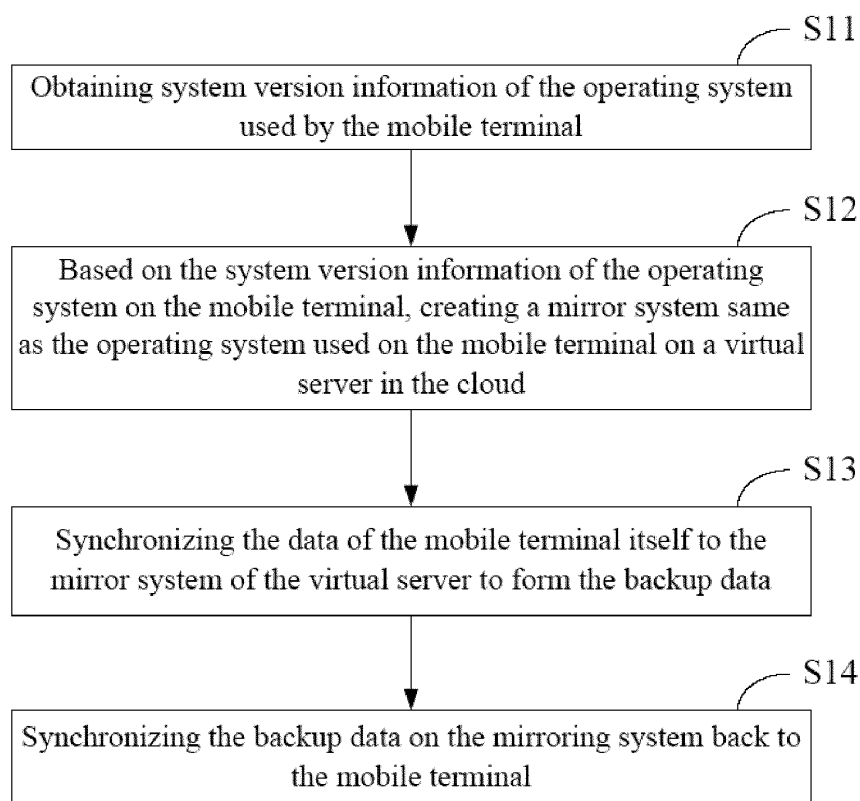 S11
Obtaining system version information of the operating system
used by the mobile terminal
S12
Based on the system version information of the operating
system on the mobile terminal, creating a mirror system same
as the operating system used on the mobile terminal on a virtual
server in the cloud
S13
Synchronizing the data of the mobile terminal itself to the
mirror system of the virtual server to form the backup data
S14
Synchronizing the backup data on the mirroring system back to
the mobile terminal